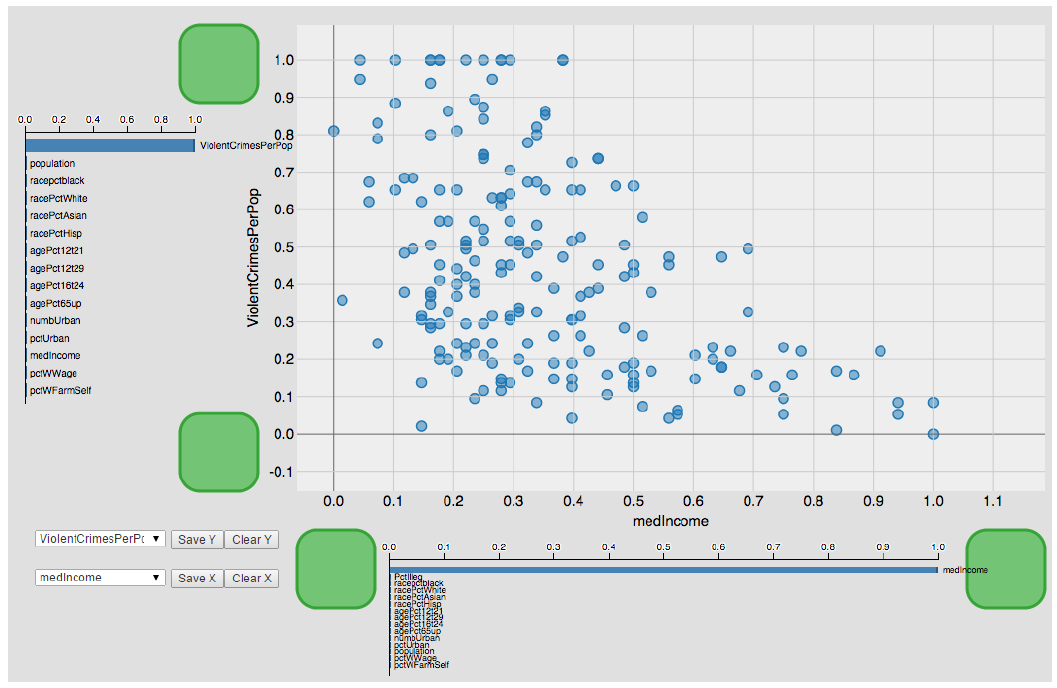 0.0 0.2 0.4 0.6 0.8 1.0
ViolentCrimesPerPop
population
racepctblack
racePctWhite
racePctAsian
racePctHisp
agePct12t21
agePct12t29
agePct16t24
agePct65up
numbUrban
pctUrban
medIncome
pctWWage
pctWFarmSelf
ViolentCrimesPerPop
1.0
0.9
0.8
0.7
0.6
0.5
0.4
0.3
0.2
0.1
0.0
-0.1
0.0 0.1 0.2 0.3 0.4 0.5 0.6 0.7 0.8 0.9 1.0 1.1
medIncome
ViolentCrimesPerPc Save Y Clear Y
medIncome Save X Clear X
0.0 0.1 0.2 0.3 0.4 0.5 0.6 0.7 0.8 0.9 1.0
medIncome
PctIlleg
racepctblack
racePctWhite
racePctAsian
racePctHisp
agePct12t21
agePct12t29
agePct16t24
agePct65up
numbUrban
pctUrban
population
pctWWage
pctWFarmSelf